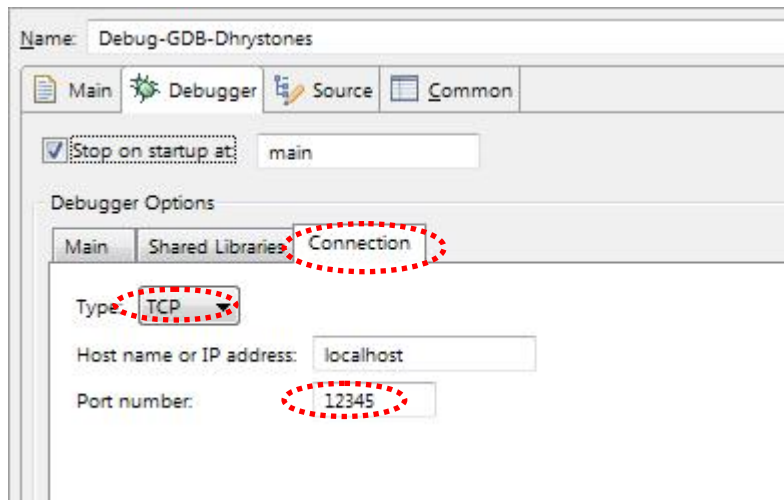 Name: Debug-GDB-Dhrystones
Main Debugger Source Common
Stop on startup at: main
Debugger Options
Main Shared Libraries Connection
Type: TCP
Host name or IP address: localhost
Port number: 12345